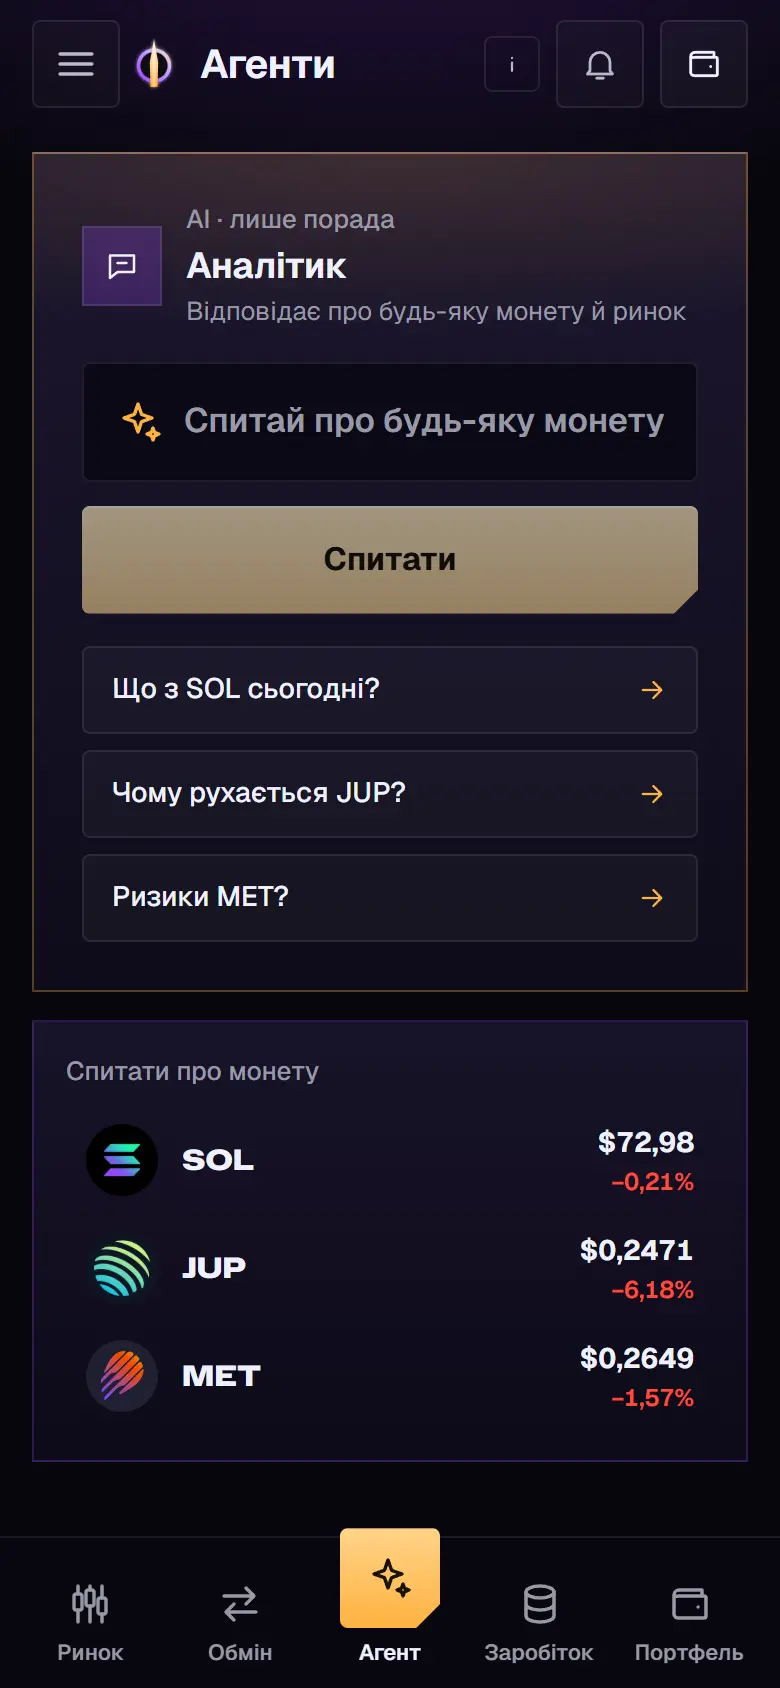 Агенти
i
AI · лише порада
Аналітик
Відповідає про будь-яку монету й ринок
Спитай про будь-яку монету
Спитати
Що з SOL сьогодні?
Чому рухається JUP?
Ризики MET?
Спитати про монету
SOL
$72,98
−0,21%
JUP
$0,2471
−6,18%
MET
$0,2649
−1,57%
Ринок
Обмін
Агент
Заробіток
Портфель